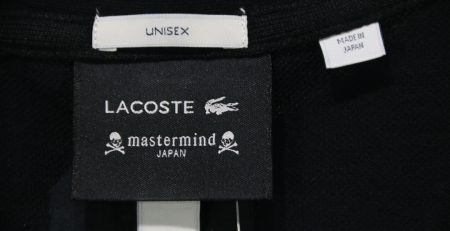 UNISEX
MADE IN
JAPAN
LACOSTE
mastermind
JAPAN